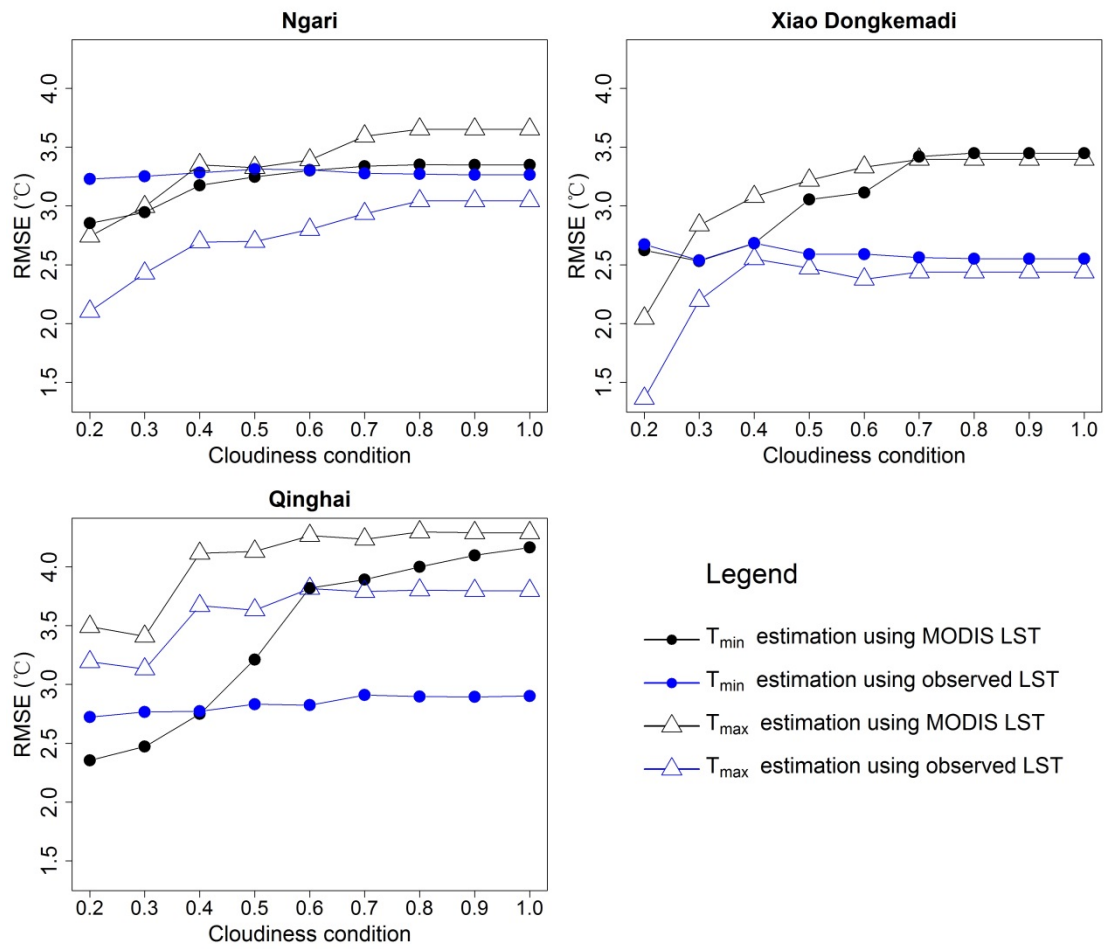 Ngari
RMSE (℃)
4.0
3.5
3.0
2.5
2.0
1.5
0.2 0.3 0.4 0.5 0.6 0.7 0.8 0.9 1.0
Cloudiness condition
Xiao Dongkemadi
RMSE (℃)
4.0
3.5
3.0
2.5
2.0
1.5
0.2 0.3 0.4 0.5 0.6 0.7 0.8 0.9 1.0
Cloudiness condition
Qinghai
RMSE (℃)
4.0
3.5
3.0
2.5
2.0
1.5
0.2 0.3 0.4 0.5 0.6 0.7 0.8 0.9 1.0
Cloudiness condition
Legend
Tmin estimation using MODIS LST
Tmin estimation using observed LST
Tmax estimation using MODIS LST
Tmax estimation using observed LST